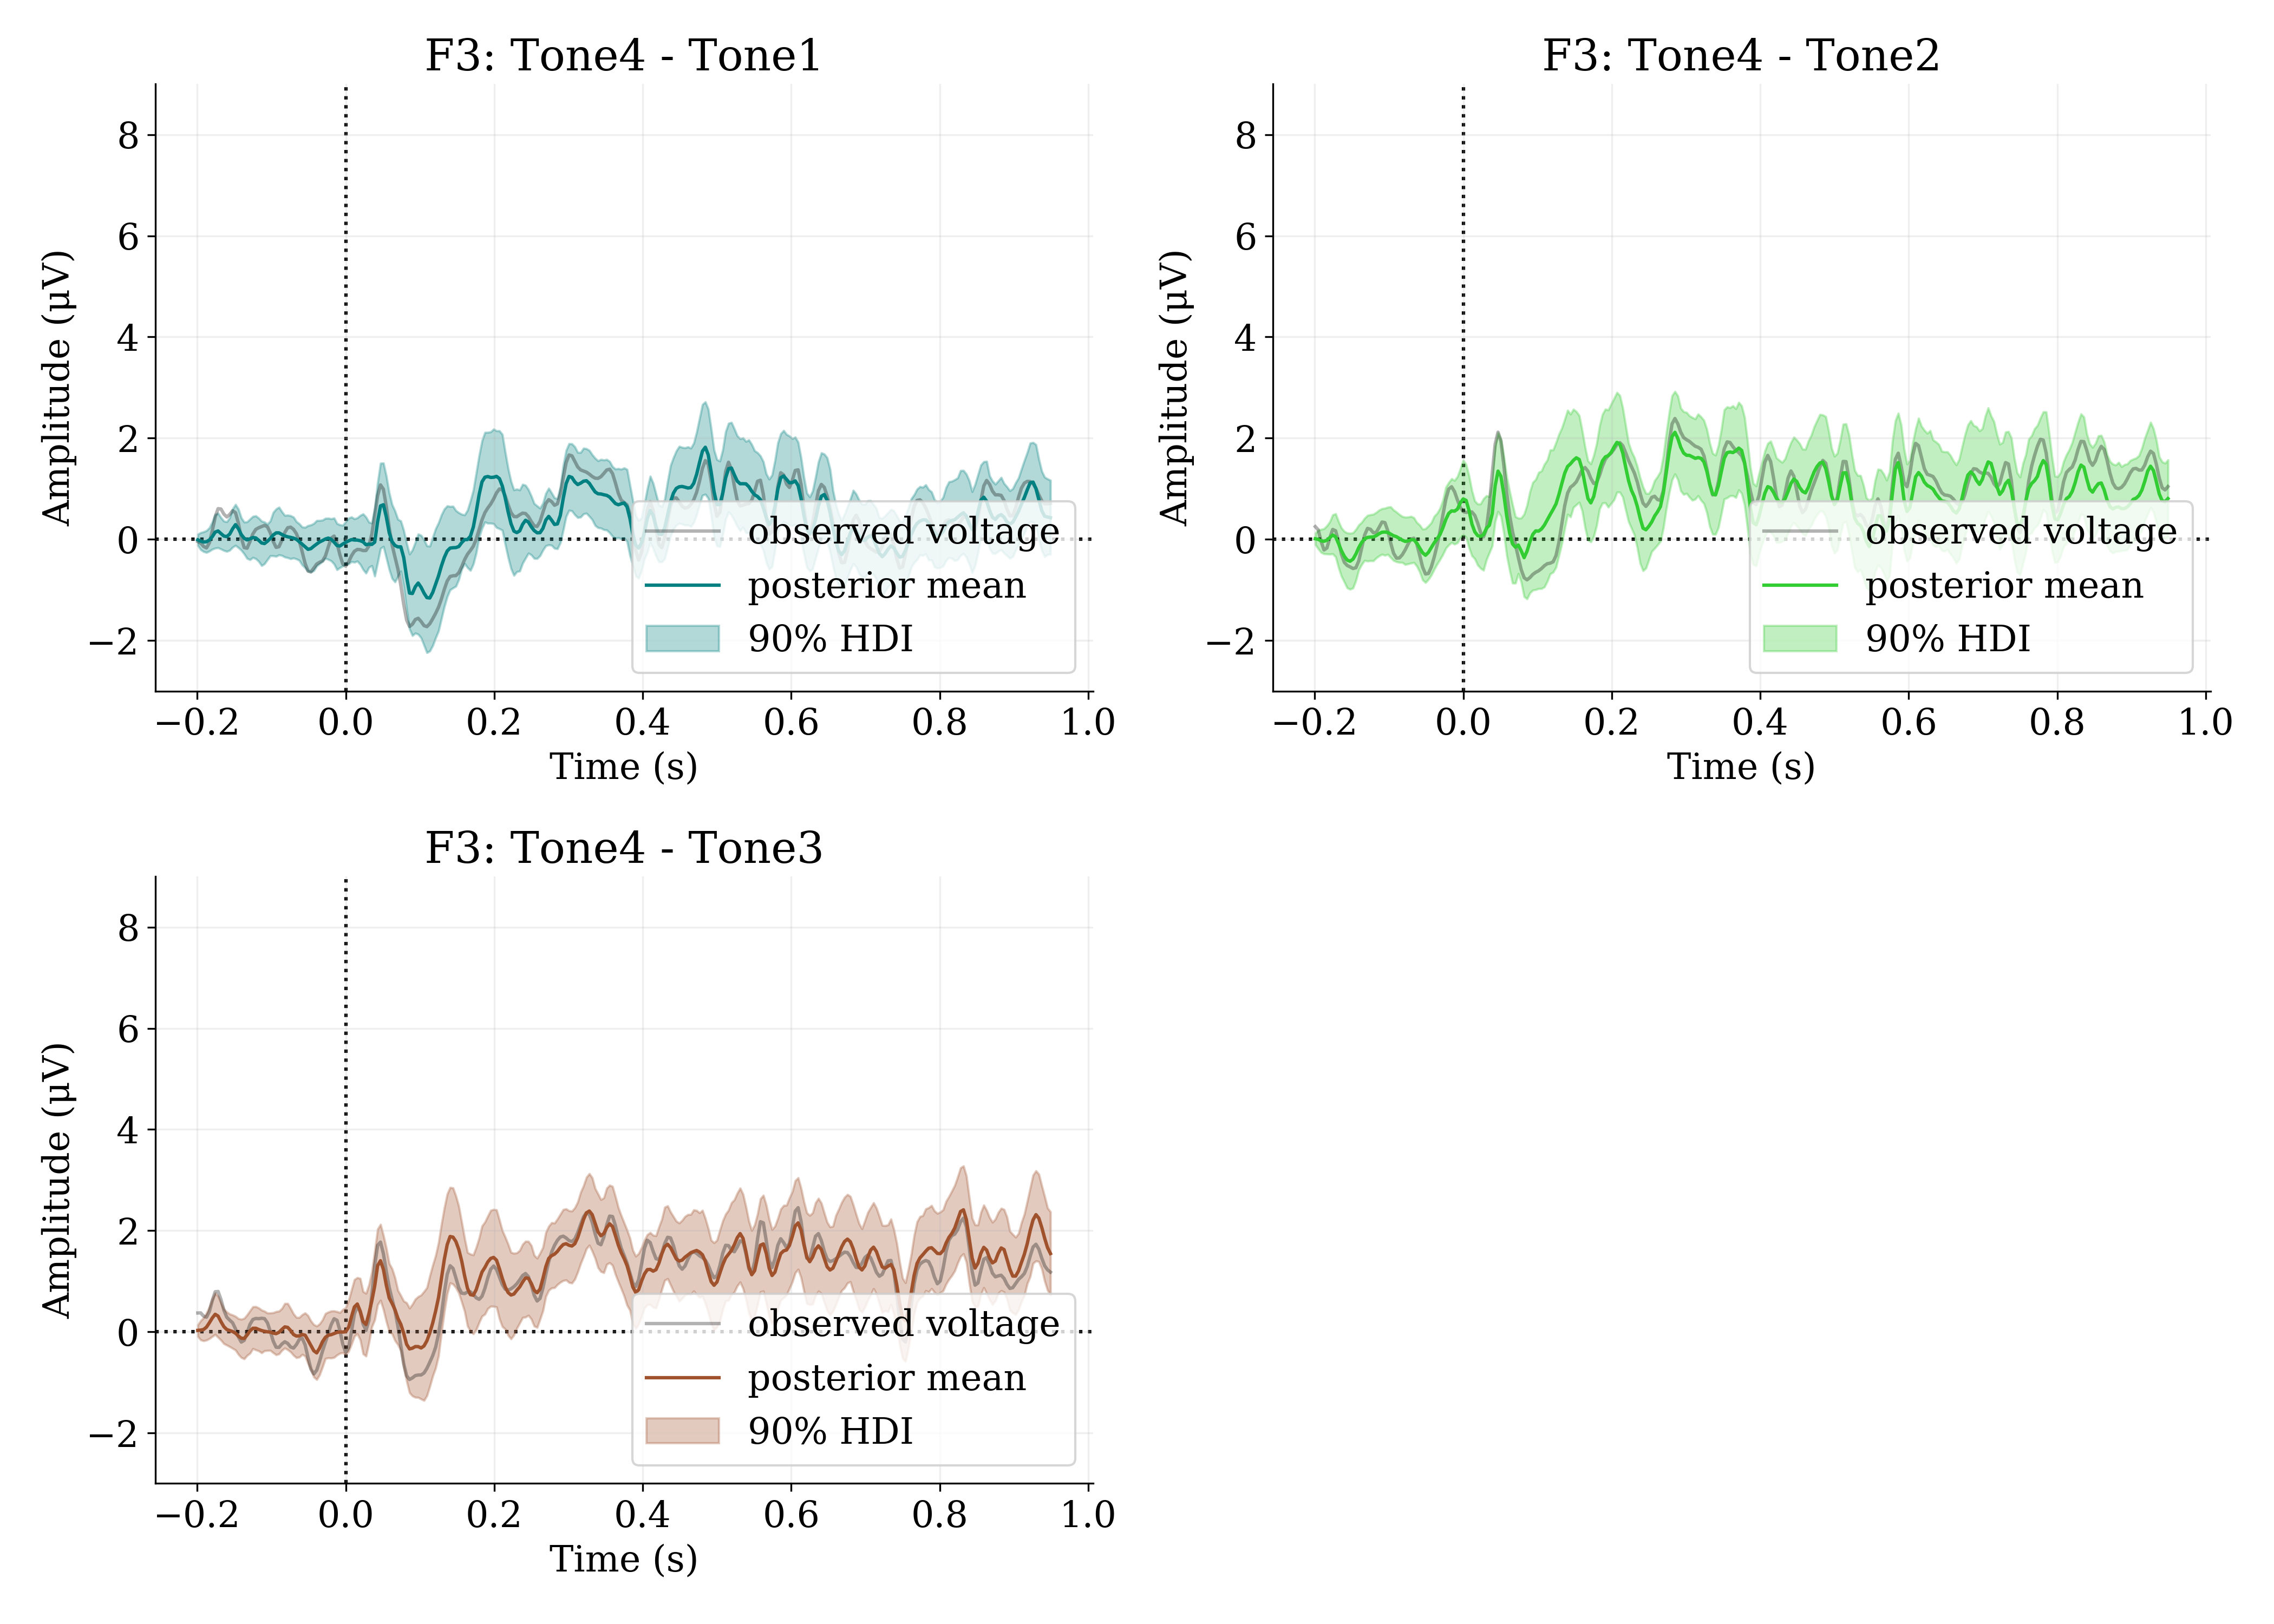 F3: Tone4 - Tone1
Amplitude (μV)
8
6
4
2
0
−2
observed voltage
posterior mean
90% HDI
−0.2 0.0 0.2 0.4 0.6 0.8 1.0
Time (s)
F3: Tone4 - Tone2
Amplitude (μV)
8
6
4
2
0
−2
observed voltage
posterior mean
90% HDI
−0.2 0.0 0.2 0.4 0.6 0.8 1.0
Time (s)
F3: Tone4 - Tone3
Amplitude (μV)
8
6
4
2
0
−2
observed voltage
posterior mean
90% HDI
−0.2 0.0 0.2 0.4 0.6 0.8 1.0
Time (s)